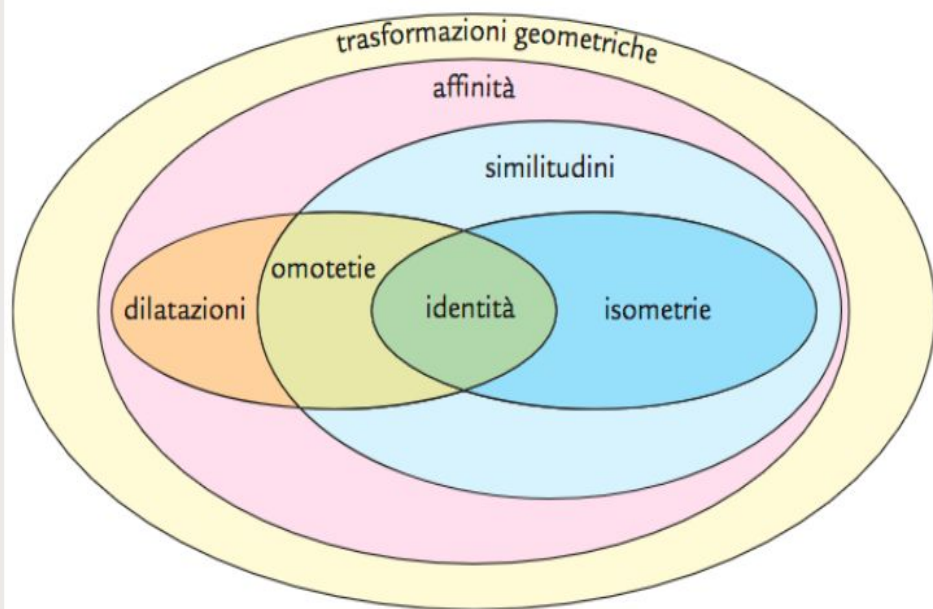 trasformazioni geometriche
affinità
similitudini
omotetie
dilatazioni
identità
isometrie